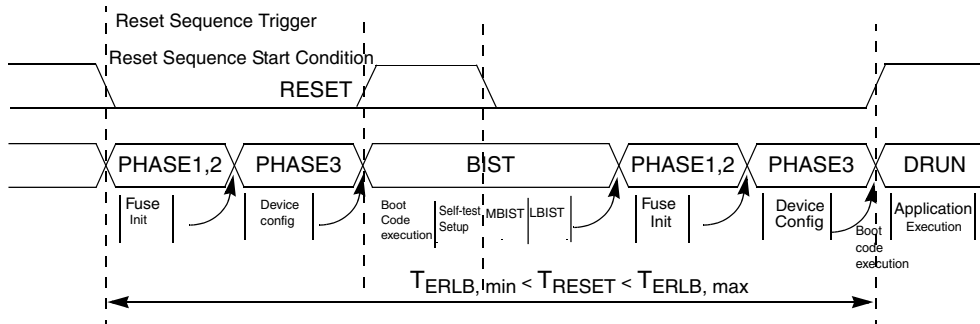 Reset Sequence Trigger
Reset Sequence Start Condition
RESET
PHASE1,2 PHASE3 BIST PHASE1,2 PHASE3 DRUN
Fuse Init
Device config
Boot Code execution
Self-test Setup
MBIST
LBIST
Fuse Init
Device Config
Boot code execution
Application Execution
TERLB, min < TRESET < TERLB, max